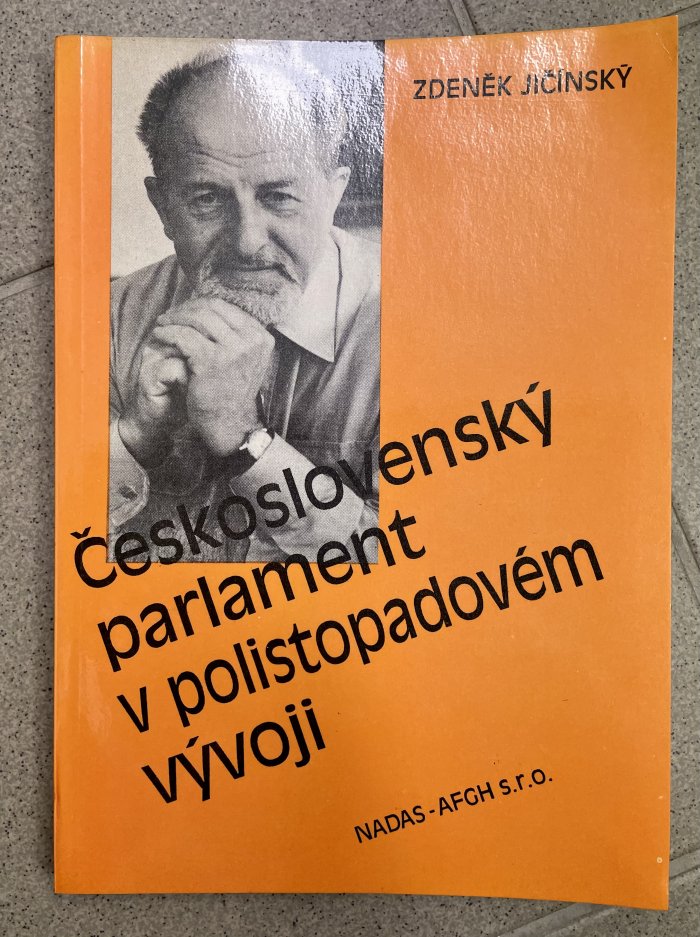 ZDENĚK JIČÍNSKÝ
Československý
parlament
v polistopadovém
vývoji
NADAS - AFGH s.r.o.